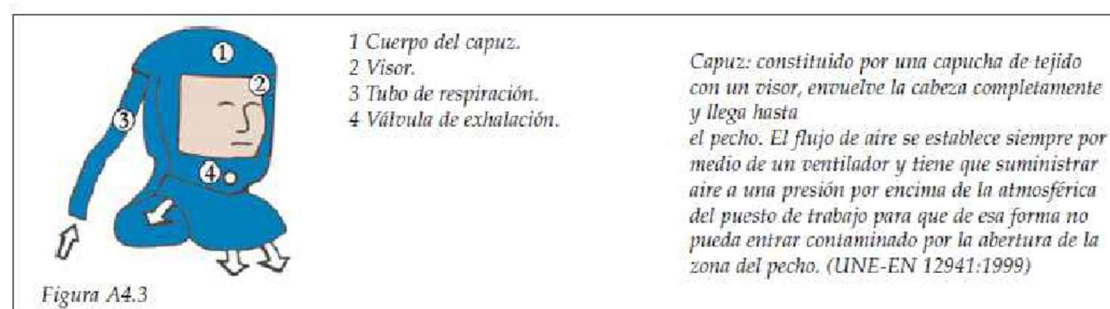 1
2
3
4
1 Cuerpo del capuz.
2 Visor.
3 Tubo de respiración.
4 Válvula de exhalación.
Capuz: constituido por una capucha de tejido
con un visor, envuelve la cabeza completamente
y llega hasta
el pecho. El flujo de aire se establece siempre por
medio de un ventilador y tiene que suministrar
aire a una presión por encima de la atmosférica
del puesto de trabajo para que de esa forma no
pueda entrar contaminado por la abertura de la
zona del pecho. (UNE-EN 12941:1999)
Figura A4.3